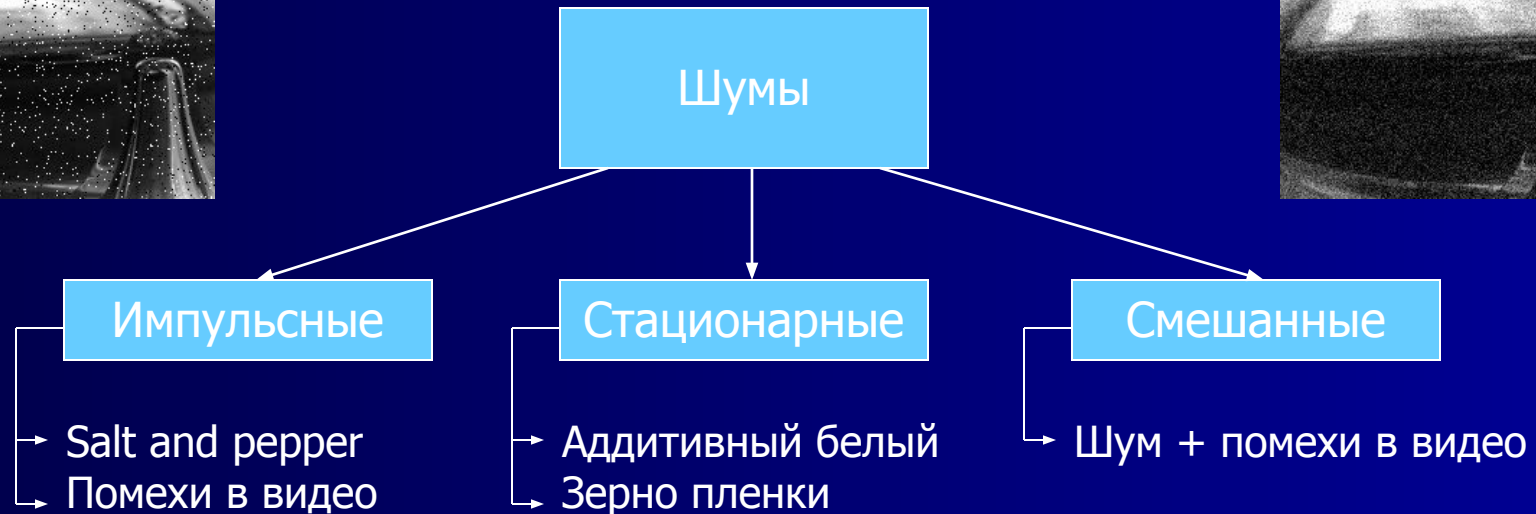 Шумы
Импульсные
Стационарные
Смешанные
Salt and pepper
Помехи в видео
Аддитивный белый
Зерно пленки
Шум + помехи в видео